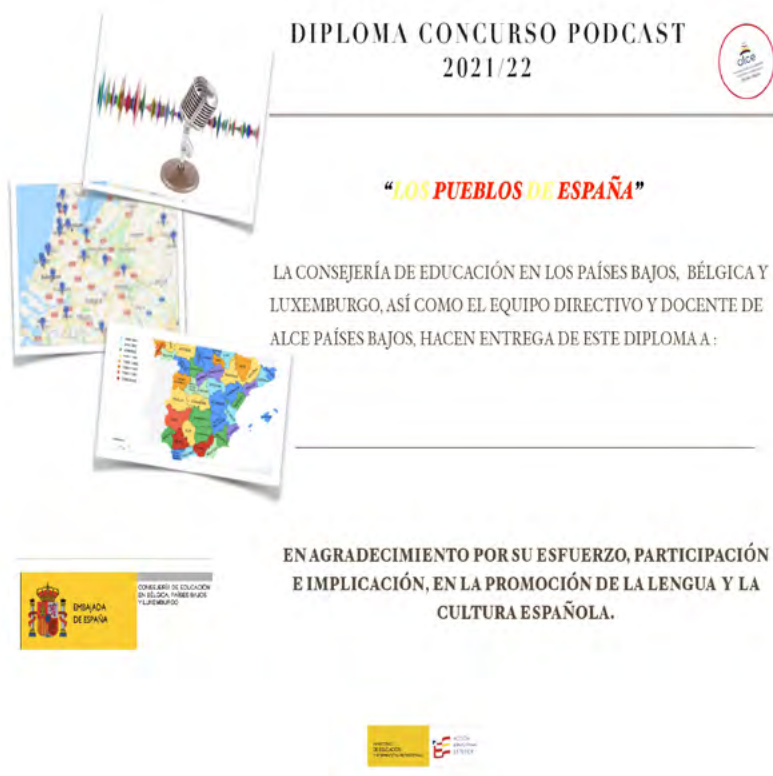 DIPLOMA CONCURSO PODCAST
2021/22
alce
“LOS PUEBLOS DE ESPAÑA”
LA CONSEJERÍA DE EDUCACIÓN EN LOS PAÍSES BAJOS, BÉLGICA Y
LUXEMBURGO, ASÍ COMO EL EQUIPO DIRECTIVO Y DOCENTE DE
ALCE PAÍSES BAJOS, HACEN ENTREGA DE ESTE DIPLOMA A :
EN AGRADECIMIENTO POR SU ESFUERZO, PARTICIPACIÓN
E IMPLICACIÓN, EN LA PROMOCIÓN DE LA LENGUA Y LA
CULTURA ESPAÑOLA.
EMBAJADA
DE ESPAÑA
CONSEJERÍA DE EDUCACIÓN
EN BÉLGICA, PAÍSES BAJOS
Y LUXEMBURGO